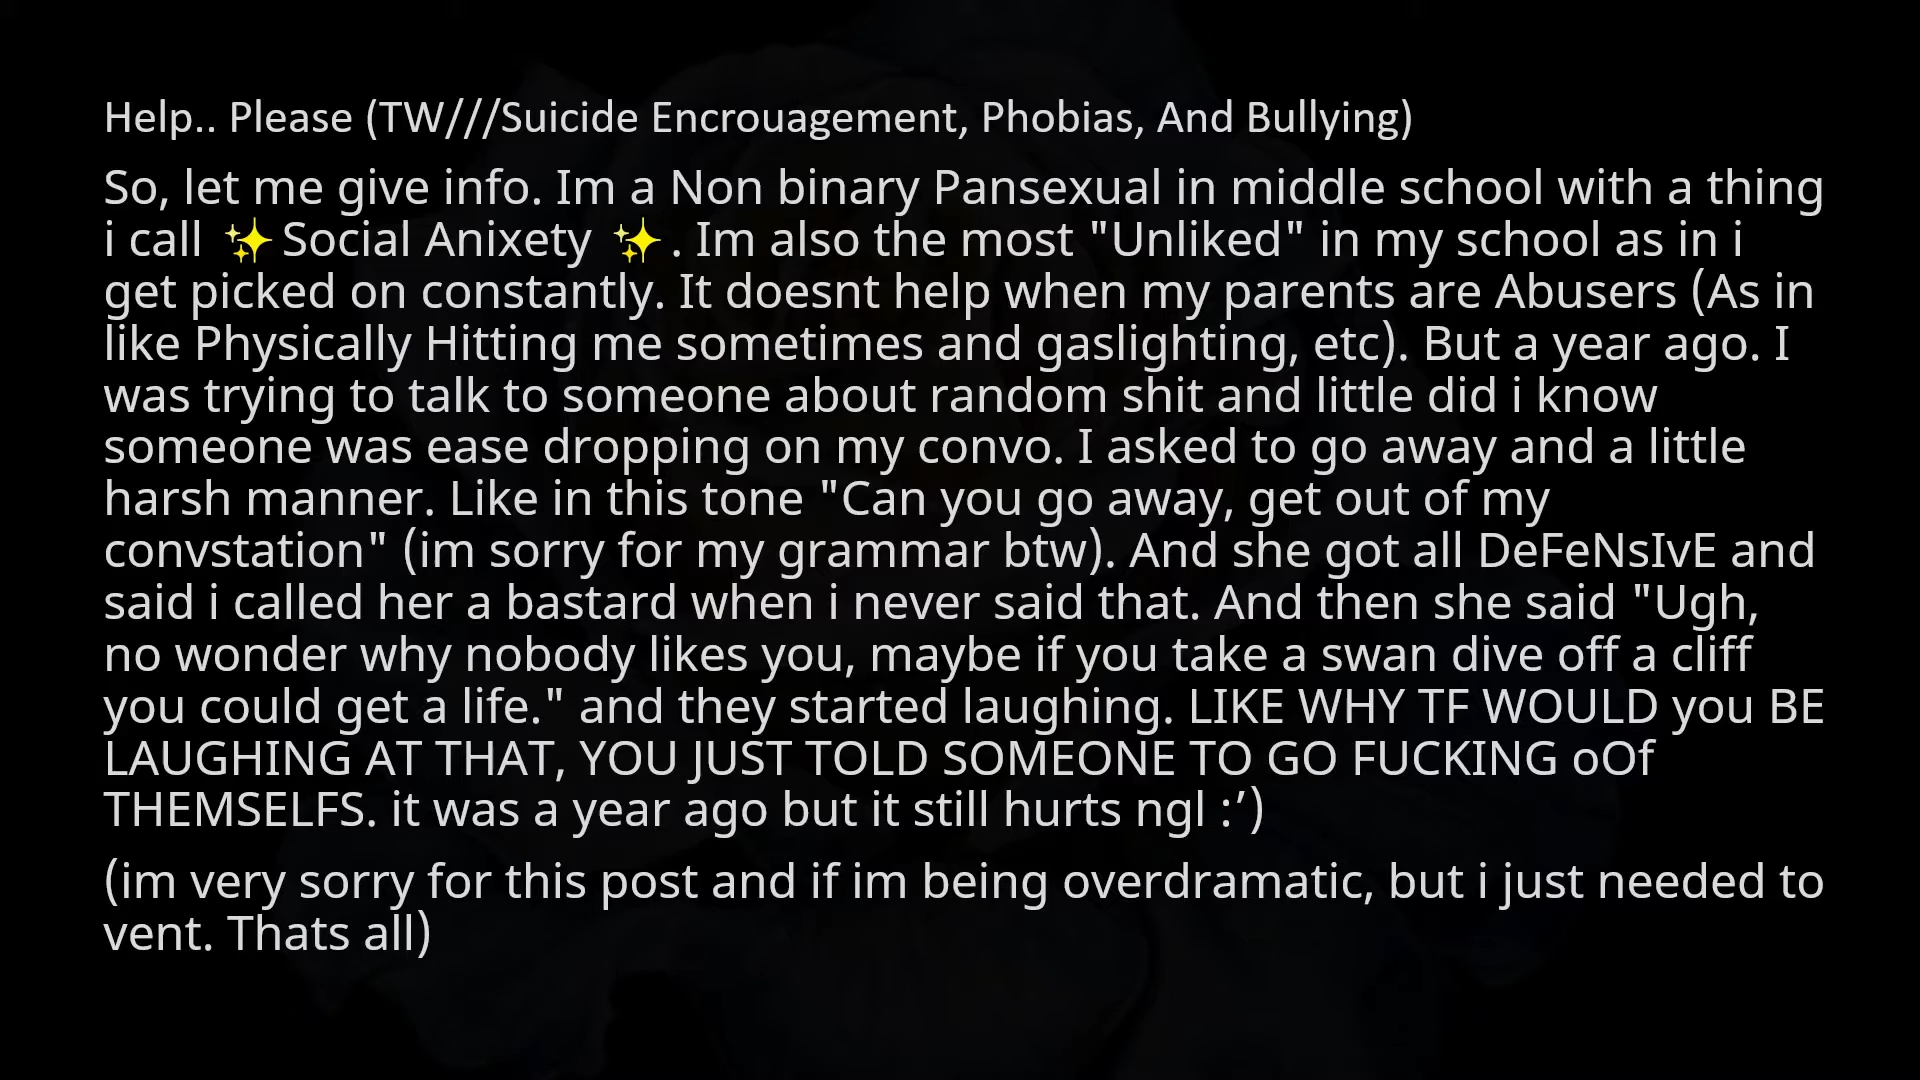 Help.. Please (TW///Suicide Encrouagement, Phobias, And Bullying)
So, let me give info. Im a Non binary Pansexual in middle school with a thing
i call ✨Social Anixety ✨. Im also the most "Unliked" in my school as in i
get picked on constantly. It doesnt help when my parents are Abusers (As in
like Physically Hitting me sometimes and gaslighting, etc). But a year ago. I
was trying to talk to someone about random shit and little did i know
someone was ease dropping on my convo. I asked to go away and a little
harsh manner. Like in this tone "Can you go away, get out of my
convstation" (im sorry for my grammar btw). And she got all DeFeNsIvE and
said i called her a bastard when i never said that. And then she said "Ugh,
no wonder why nobody likes you, maybe if you take a swan dive off a cliff
you could get a life." and they started laughing. LIKE WHY TF WOULD you BE
LAUGHING AT THAT, YOU JUST TOLD SOMEONE TO GO FUCKING oOf
THEMSELFS. it was a year ago but it still hurts ngl :’)
(im very sorry for this post and if im being overdramatic, but i just needed to
vent. Thats all)